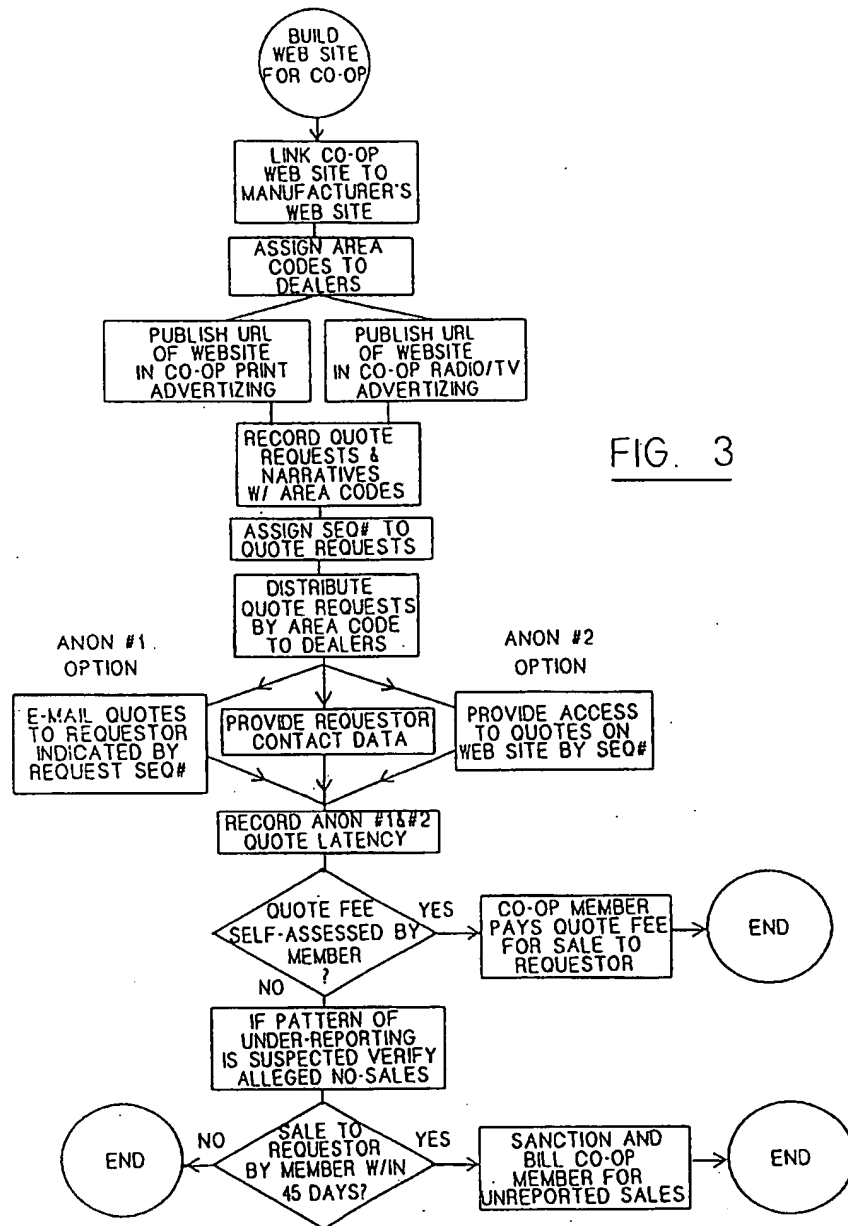 BUILD
WEB SITE
FOR CO-OP
LINK CO-OP
WEB SITE TO
MANUFACTURER'S
WEB SITE
ASSIGN AREA
CODES TO
DEALERS
PUBLISH URL
OF WEBSITE
IN CO-OP PRINT
ADVERTIZING
PUBLISH URL
OF WEBSITE
IN CO-OP RADIO/TV
ADVERTIZING
RECORD QUOTE
REQUESTS &
NARRATIVES
W/ AREA CODES
FIG. 3
ASSIGN SEQ# TO
QUOTE REQUESTS
DISTRIBUTE
QUOTE REQUESTS
BY AREA CODE
TO DEALERS
ANON #1
OPTION
ANON #2
OPTION
E-MAIL QUOTES
TO REQUESTOR
INDICATED BY
REQUEST SEQ#
PROVIDE REQUESTOR
CONTACT DATA
PROVIDE ACCESS
TO QUOTES ON
WEB SITE BY SEQ#
RECORD ANON #1&#2
QUOTE LATENCY
QUOTE FEE
SELF-ASSESSED BY
MEMBER
?
YES
CO-OP MEMBER
PAYS QUOTE FEE
FOR SALE TO
REQUESTOR
END
NO
IF PATTERN OF
UNDER-REPORTING
IS SUSPECTED VERIFY
ALLEGED NO-SALES
SALE TO
REQUESTOR
BY MEMBER W/IN
45 DAYS?
NO
END
YES
SANCTION AND
BILL CO-OP
MEMBER FOR
UNREPORTED SALES
END